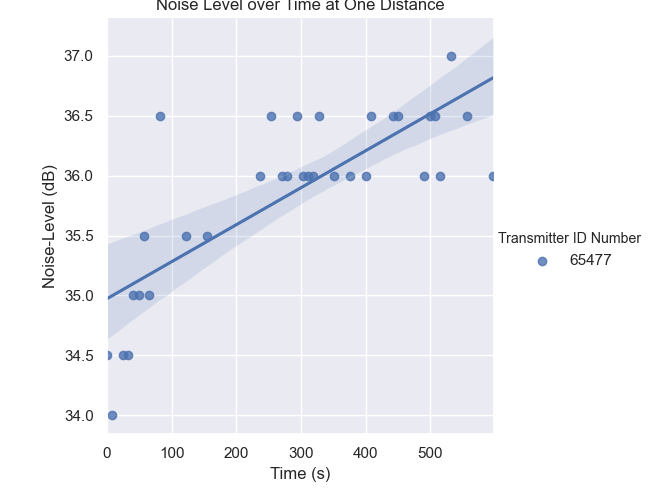 Noise Level over Time at One Distance
37.0
36.5
36.0
35.5
35.0
34.5
34.0
Noise-Level (dB)
0 100 200 300 400 500
Time (s)
Transmitter ID Number
65477